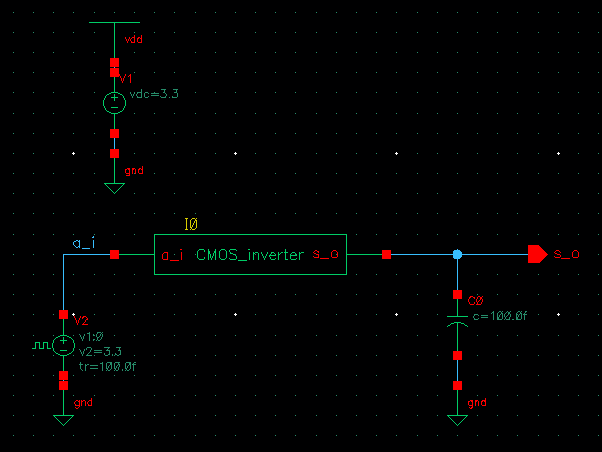 vdd
V1
vdc=3.3
gnd
I0
a_i
a_i CMOS_inverter s_o
s_o
C0
c=100.0f
V2
v1:0
v2=3.3
tr=100.0f
gnd
gnd